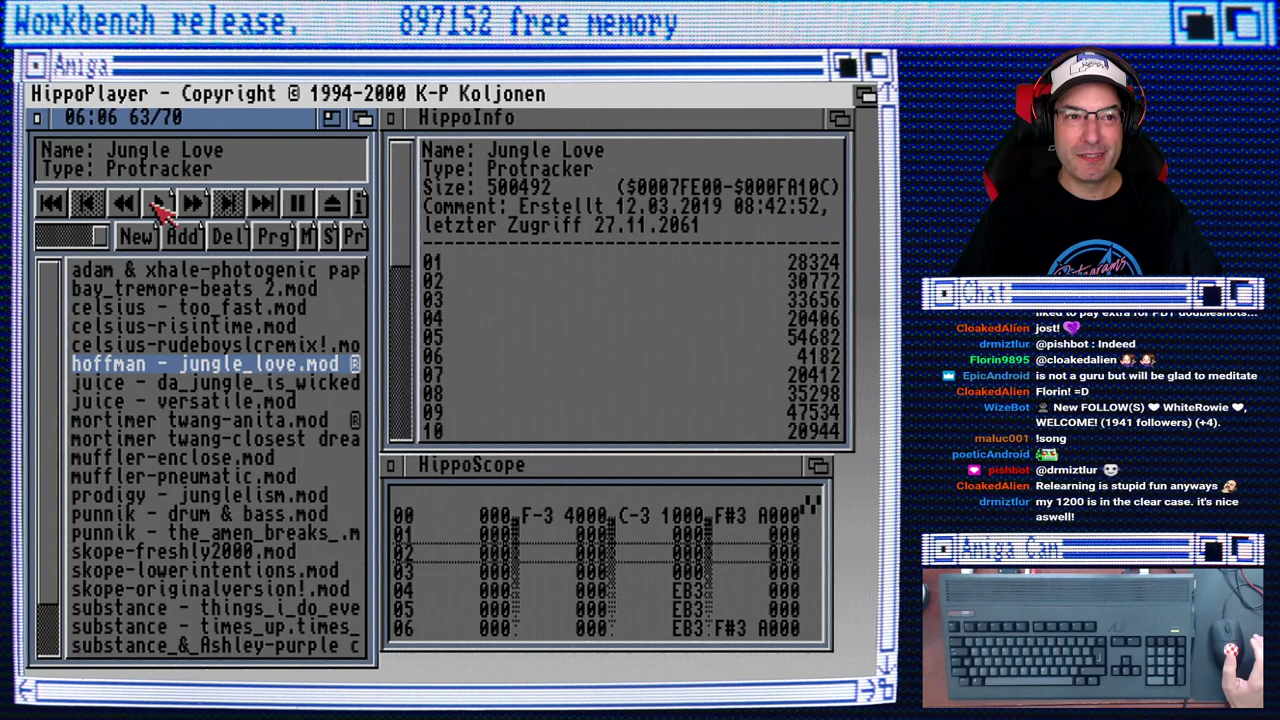 Workbench release. 897152 free memory
Amiga
HippoPlayer - Copyright © 1994-2000 K-P Koljonen
06:06 63/70
Name: Jungle Love
Type: Protracker
New Add Del Prg M S Pr
adam & xhale-photogenic pap
bay_tremore-beats 2.mod
celsius - too_fast.mod
celsius-risintime.mod
celsius-rudeboys(remix!.mo
hoffman - jungle_love.mod
juice - da_jungle_is_wicked
juice - versatile.mod
mortimer twang-anita.mod
mortimer twang-closest drea
muffler-enclose.mod
muffler-pneumatic.mod
prodigy - junglelism.mod
punnik - drum & bass.mod
punnik - the_amen_breaks_.m
skope-freshly2009.mod
skope-lowerintentions.mod
skope-originalversion!.mod
substance - things_i_do_eve
substance - times_up.times_
substance_&_Ashley-purple c
HippoInfo
Name: Jungle Love
Type: Protracker
Size: 500492 ($0007FE00-$000FA10C)
Comment: Erstellt 12.03.2019 08:42:52,
letzter Zugriff 27.11.2061
01 28324
02 30772
03 33656
04 20406
05 54682
06 4182
07 20412
08 35298
09 47534
10 20944
HippoScope
00 000 F-3 4000 C-3 1000 F#3 A000
01 000 000 000 000
02 000 000 000 000
03 000 000 000 000
04 000 000 EB3 000
05 000 000 EB3 000
06 000 000 EB3 F#3 A000
Chat
liked to pay extra for PDT doubleshots...
CloakedAlien jost!
drmiztlur @pishbot : Indeed
Florin9895 @cloakedalien
EpicAndroid is not a guru but will be glad to meditate
CloakedAlien Florin! =D
WizeBot New FOLLOW(S) WhiteRowie ,
WELCOME! (1941 followers) (+4).
maluc001 !song
poeticAndroid
pishbot @drmiztlur
CloakedAlien Relearning is stupid fun anyways
drmiztlur my 1200 is in the clear case. it's nice
aswell!
Amiga Cam